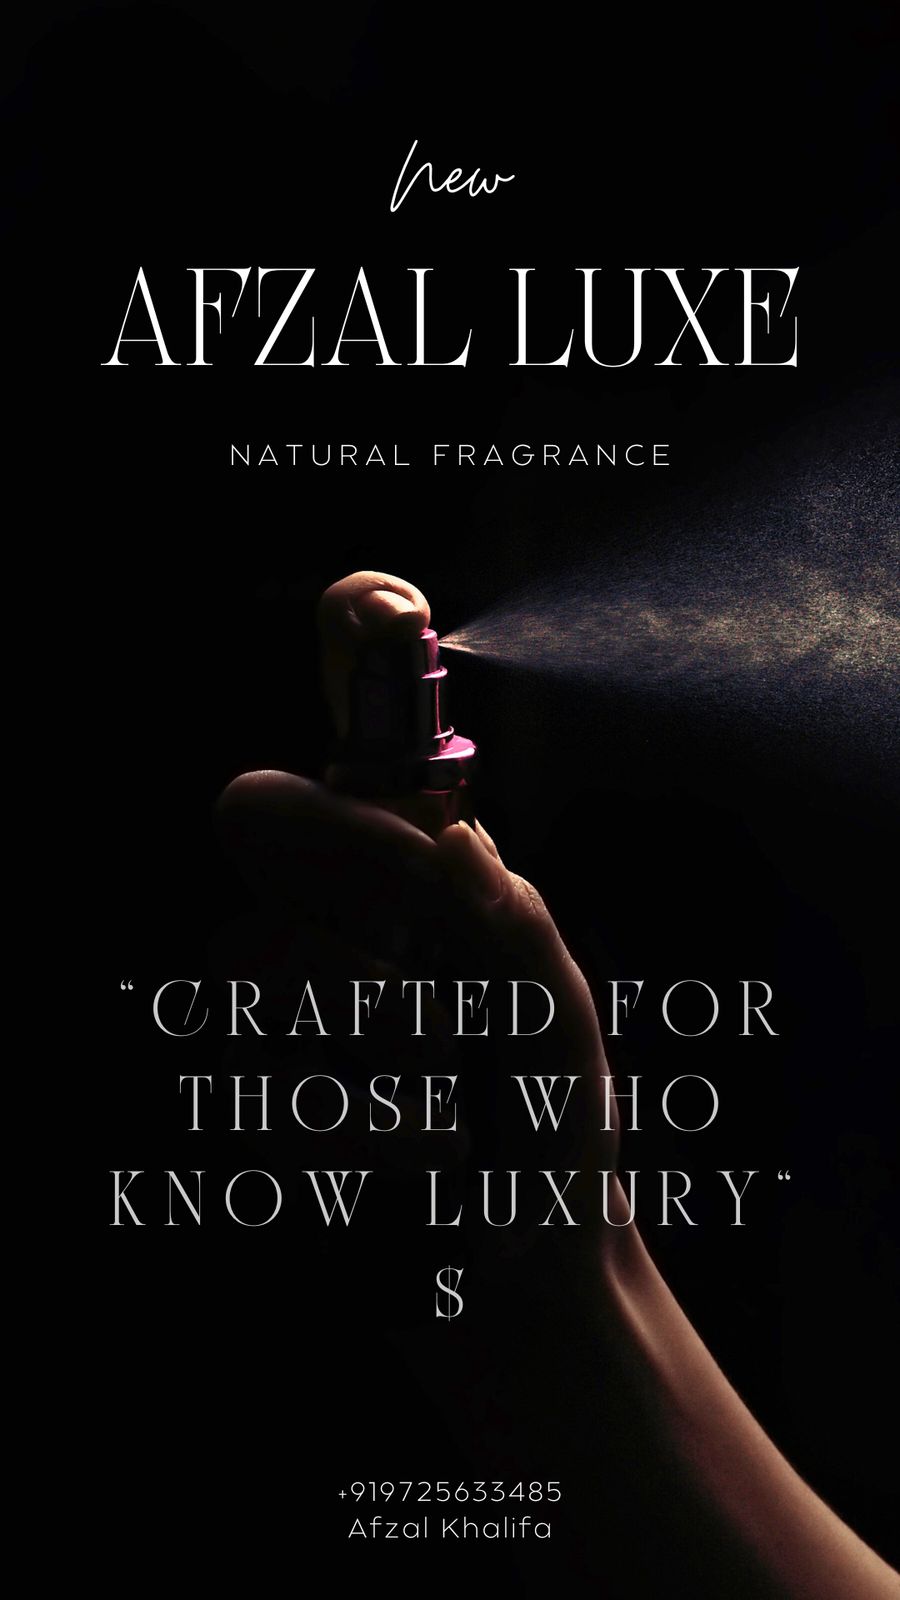 new
AFZAL LUXE
NATURAL FRAGRANCE
“CRAFTED FOR
THOSE WHO
KNOW LUXURY“
$
+919725633485
Afzal Khalifa